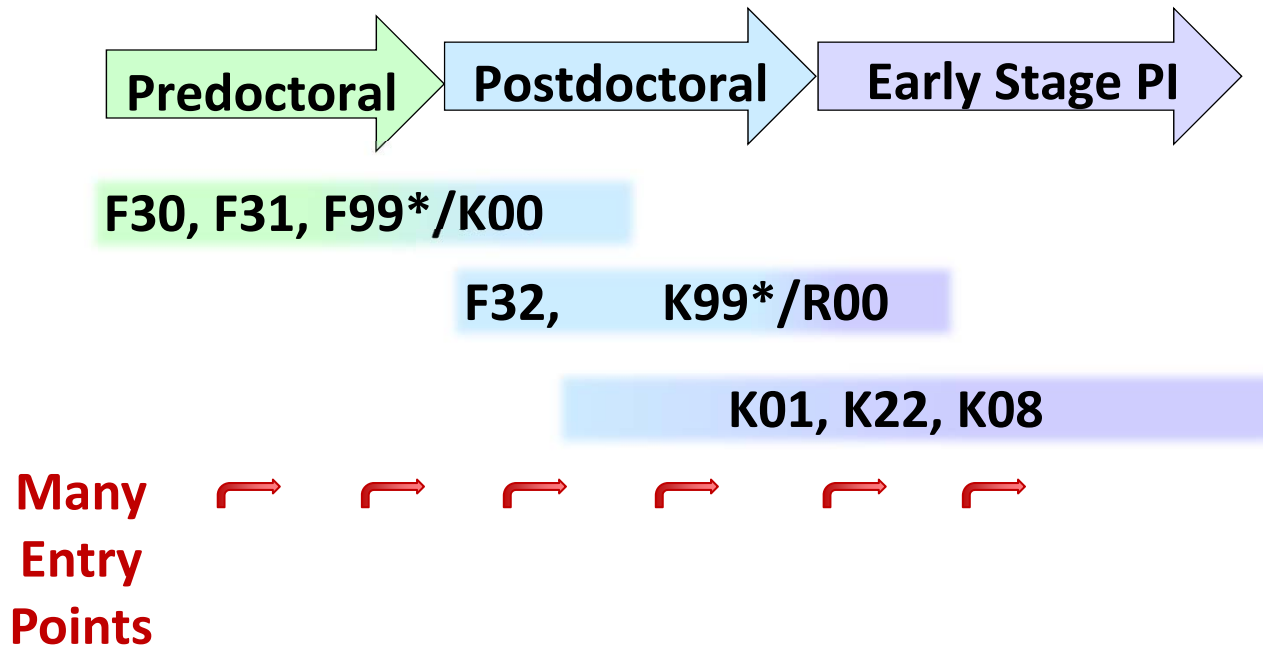 Predoctoral
Postdoctoral
Early Stage PI
F30, F31, F99*/K00
F32, K99*/R00
K01, K22, K08
Many
Entry
Points